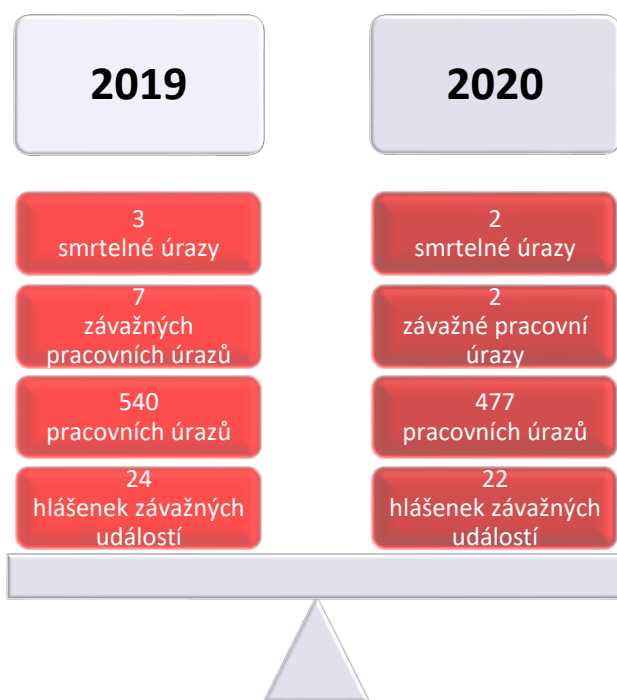 2019
3
smrtelné úrazy
7
závažných
pracovních úrazů
540
pracovních úrazů
24
hlášenek závažných
událostí
2020
2
smrtelné úrazy
2
závažné pracovní
úrazy
477
pracovních úrazů
22
hlášenek závažných
událostí